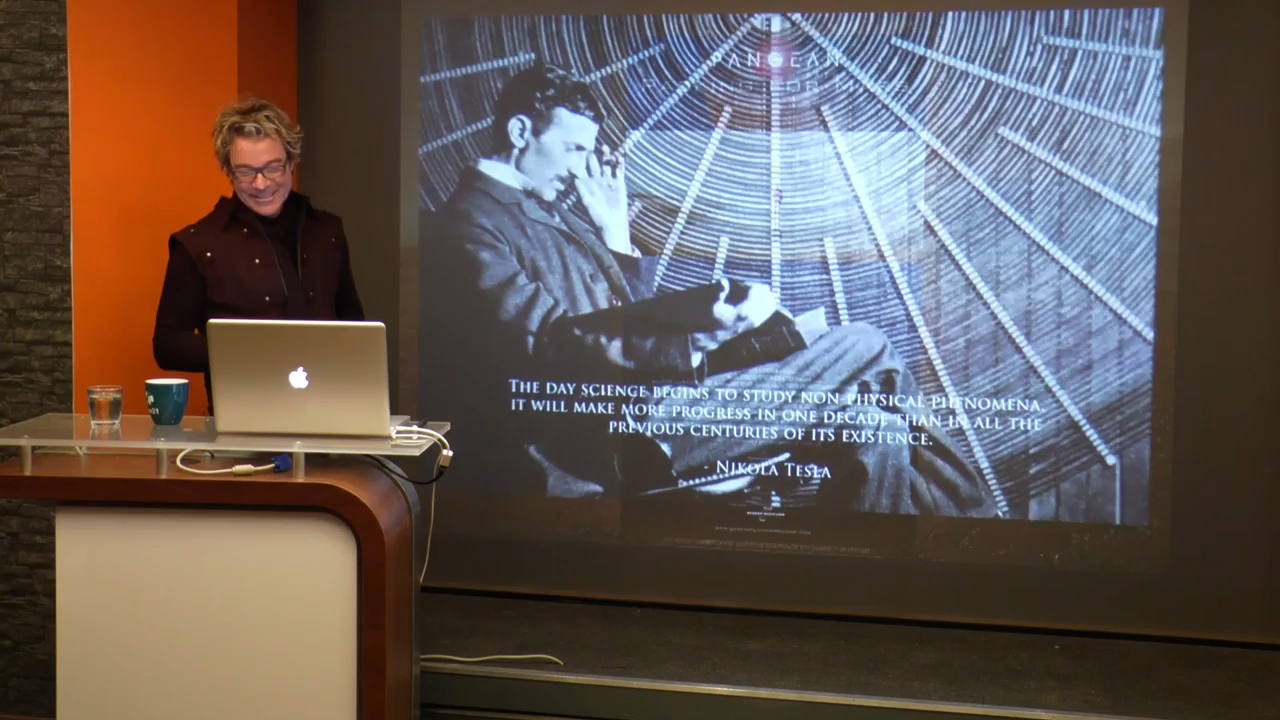 PANGEAN
THE DAY SCIENCE BEGINS TO STUDY NON-PHYSICAL PHENOMENA,
IT WILL MAKE MORE PROGRESS IN ONE DECADE THAN IN ALL THE
PREVIOUS CENTURIES OF ITS EXISTENCE.
- NIKOLA TESLA